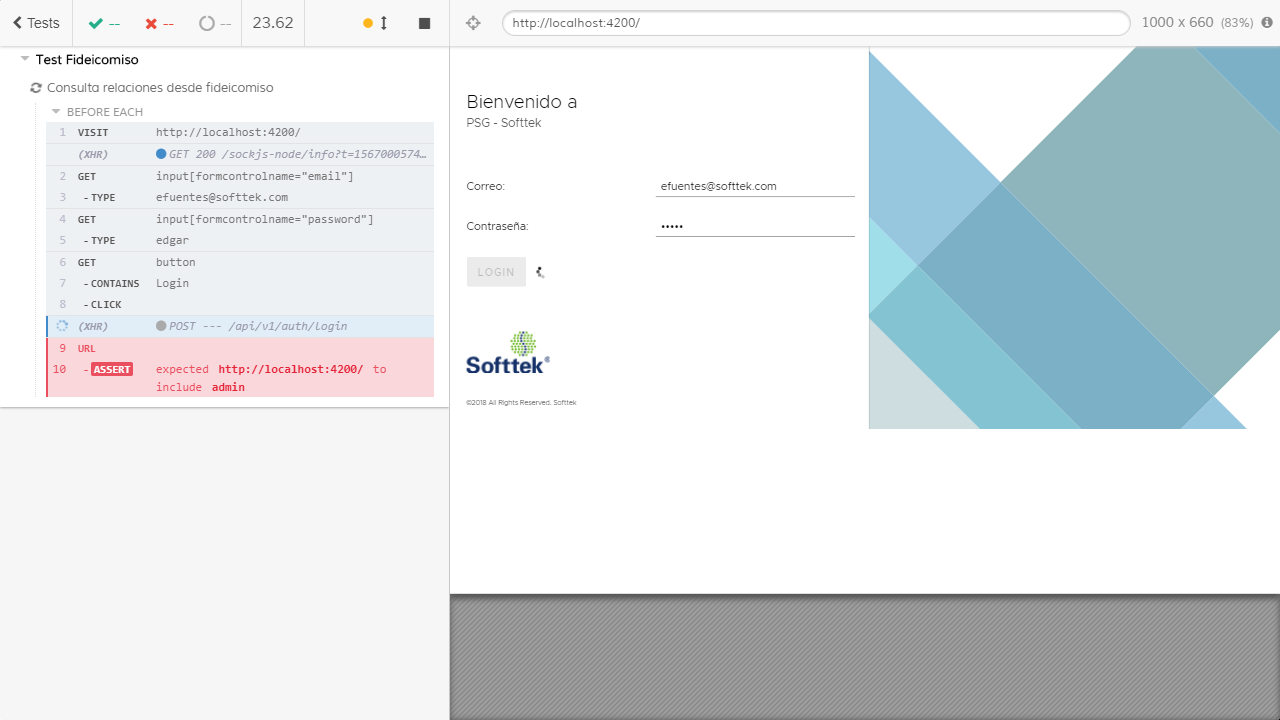 Tests
--
--
--
23.62
http://localhost:4200/
1000 x 660 (83%)
Test Fideicomiso
Consulta relaciones desde fideicomiso
BEFORE EACH
1 VISIT http://localhost:4200/
(XHR) GET 200 /sockjs-node/info?t=1567000574…
2 GET input[formcontrolname="email"]
3 - TYPE efuentes@softtek.com
4 GET input[formcontrolname="password"]
5 - TYPE edgar
6 GET button
7 - CONTAINS Login
8 - CLICK
(XHR) POST --- /api/v1/auth/login
9 URL
10 - ASSERT expected http://localhost:4200/ to
include admin
Bienvenido a
PSG - Softtek
Correo: efuentes@softtek.com
Contraseña: •••••
LOGIN
Softtek®
©2018 All Rights Reserved. Softtek